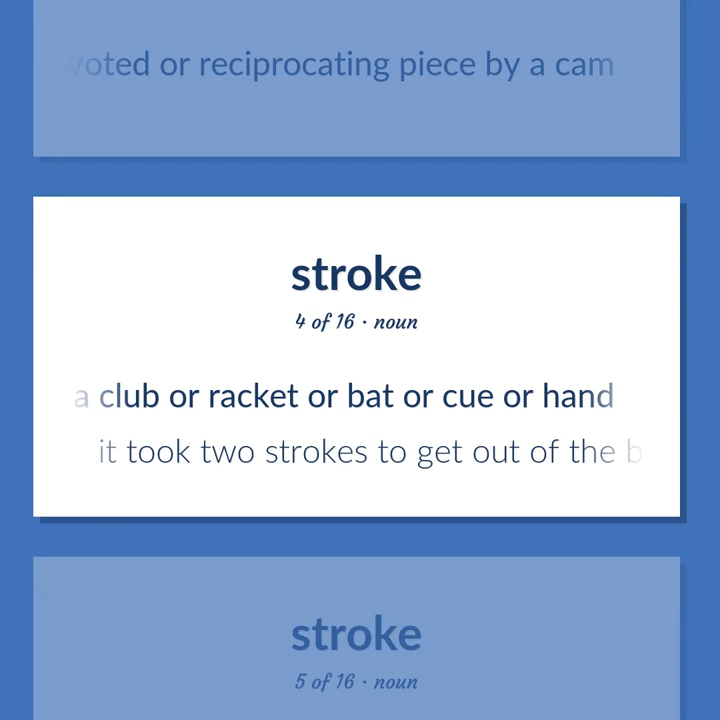 or reciprocating piece by a cam
stroke
4 of 16 · noun
a club or racket or bat or cue or hand
it took two strokes to get out of the
stroke
5 of 16 · noun